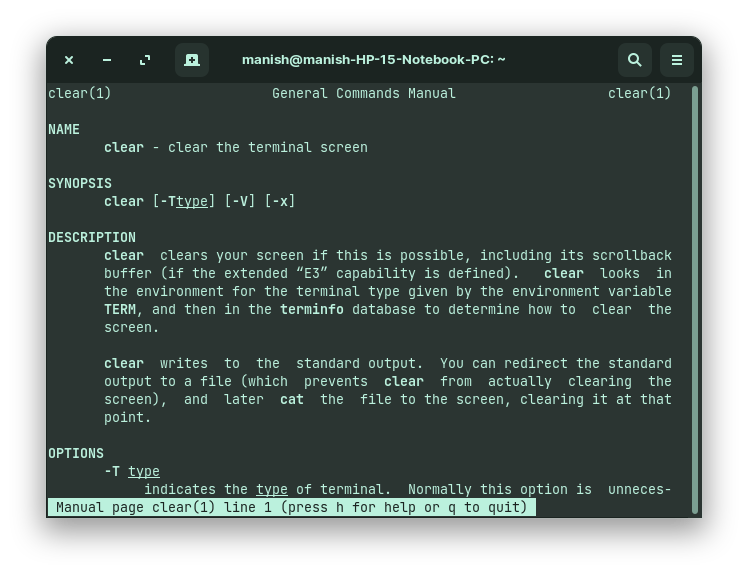 manish@manish-HP-15-Notebook-PC: ~
clear(1) General Commands Manual clear(1)
NAME
clear - clear the terminal screen
SYNOPSIS
clear [-Ttype] [-V] [-x]
DESCRIPTION
clear clears your screen if this is possible, including its scrollback
buffer (if the extended “E3” capability is defined). clear looks in
the environment for the terminal type given by the environment variable
TERM, and then in the terminfo database to determine how to clear the
screen.
clear writes to the standard output. You can redirect the standard
output to a file (which prevents clear from actually clearing the
screen), and later cat the file to the screen, clearing it at that
point.
OPTIONS
-T type
indicates the type of terminal. Normally this option is unneces-
Manual page clear(1) line 1 (press h for help or q to quit)